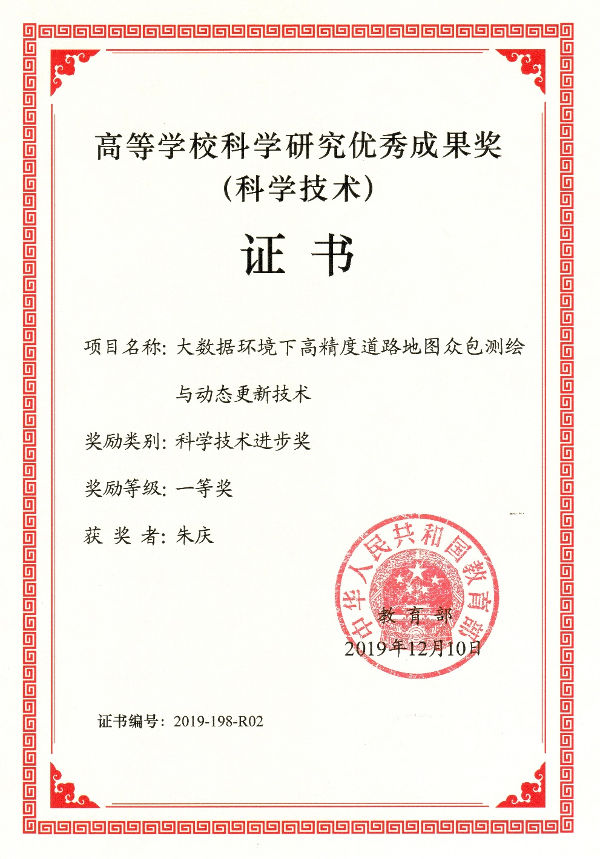 高等学校科学研究优秀成果奖
(科学技术)
证书
项目名称: 大数据环境下高精度道路地图众包测绘
与动态更新技术
奖励类别: 科学技术进步奖
奖励等级: 一等奖
获奖者: 朱庆
中华人民共和国教育部
教育部
2019年12月10日
证书编号: 2019-198-R02